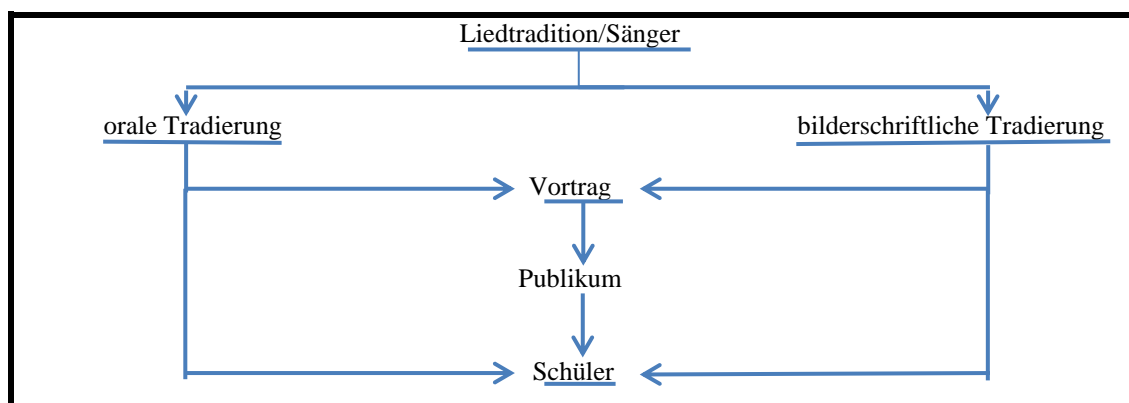 Liedtradition/Sänger
orale Tradierung
bilderschriftliche Tradierung
Vortrag
Publikum
Schüler